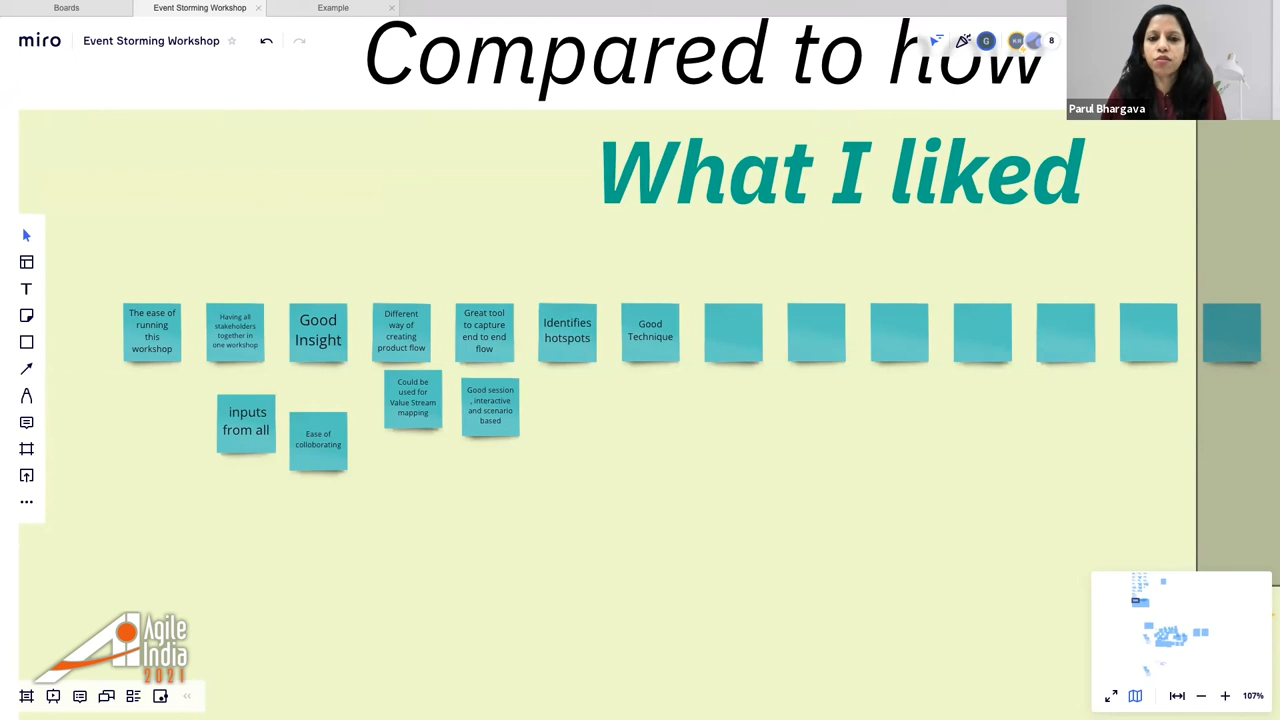 Boards
Event Storming Workshop
Example
miro
Event Storming Workshop
G
KR
8
Compared to how
Parul Bhargava
What I liked
The ease of
running
this
workshop
Having all
stakeholders
together in
one workshop
Good
Insight
Different
way of
creating
product flow
Great tool
to capture
end to end
flow
Identifies
hotspots
Good
Technique
inputs
from all
Ease of
colloborating
Could be
used for
Value Stream
mapping
Good session
, interactive
and scenario
based
Agile
India
2021
107%